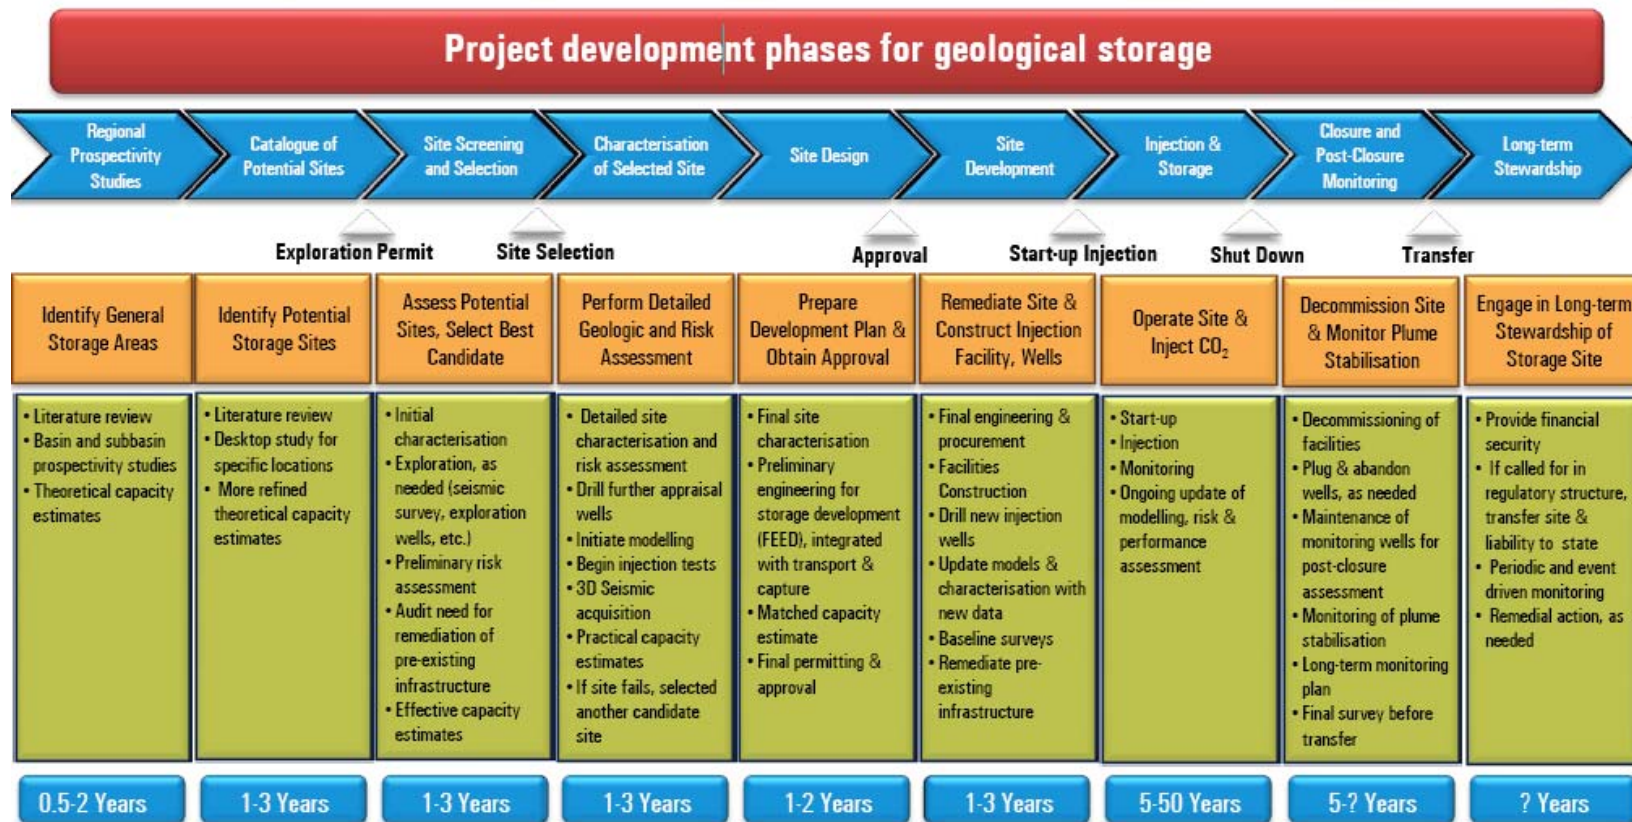 Project development phases for geological storage
Regional
Prospectivity
Studies
Catalogue of
Potential Sites
Site Screening
and Selection
Characterisation
of Selected Site
Site Design
Site
Development
Injection &
Storage
Closure and
Post-Closure
Monitoring
Long-term
Stewardship
Exploration Permit
Site Selection
Approval
Start-up Injection
Shut Down
Transfer
Identify General
Storage Areas
Identify Potential
Storage Sites
Assess Potential
Sites, Select Best
Candidate
Perform Detailed
Geologic and Risk
Assessment
Prepare
Development Plan &
Obtain Approval
Remediate Site &
Construct Injection
Facility, Wells
Operate Site &
Inject CO₂
Decommission Site
& Monitor Plume
Stabilisation
Engage in Long-term
Stewardship of
Storage Site
• Literature review
• Basin and subbasin
prospectivity studies
• Theoretical capacity
estimates
• Literature review
• Desktop study for
specific locations
• More refined
theoretical capacity
estimates
• Initial
characterisation
• Exploration, as
needed (seismic
survey, exploration
wells, etc.)
• Preliminary risk
assessment
• Audit need for
remediation of
pre-existing
infrastructure
• Effective capacity
estimates
• Detailed site
characterisation and
risk assessment
• Drill further appraisal
wells
• Initiate modelling
• Begin injection tests
• 3D Seismic
acquisition
• Practical capacity
estimates
• If site fails, selected
another candidate
site
• Final site
characterisation
• Preliminary
engineering for
storage development
(FEED), integrated
with transport &
capture
• Matched capacity
estimate
• Final permitting &
approval
• Final engineering &
procurement
• Facilities
Construction
• Drill new injection
wells
• Update models &
characterisation with
new data
• Baseline surveys
• Remediate pre-
existing
infrastructure
• Start-up
• Injection
• Monitoring
• Ongoing update of
modelling, risk &
performance
assessment
• Decommissioning of
facilities
• Plug & abandon
wells, as needed
• Maintenance of
monitoring wells for
post-closure
assessment
• Monitoring of plume
stabilisation
• Long-term monitoring
plan
• Final survey before
transfer
• Provide financial
security
• If called for in
regulatory structure,
transfer site &
liability to state
• Periodic and event
driven monitoring
• Remedial action, as
needed
0.5-2 Years
1-3 Years
1-3 Years
1-3 Years
1-2 Years
1-3 Years
5-50 Years
5-? Years
? Years